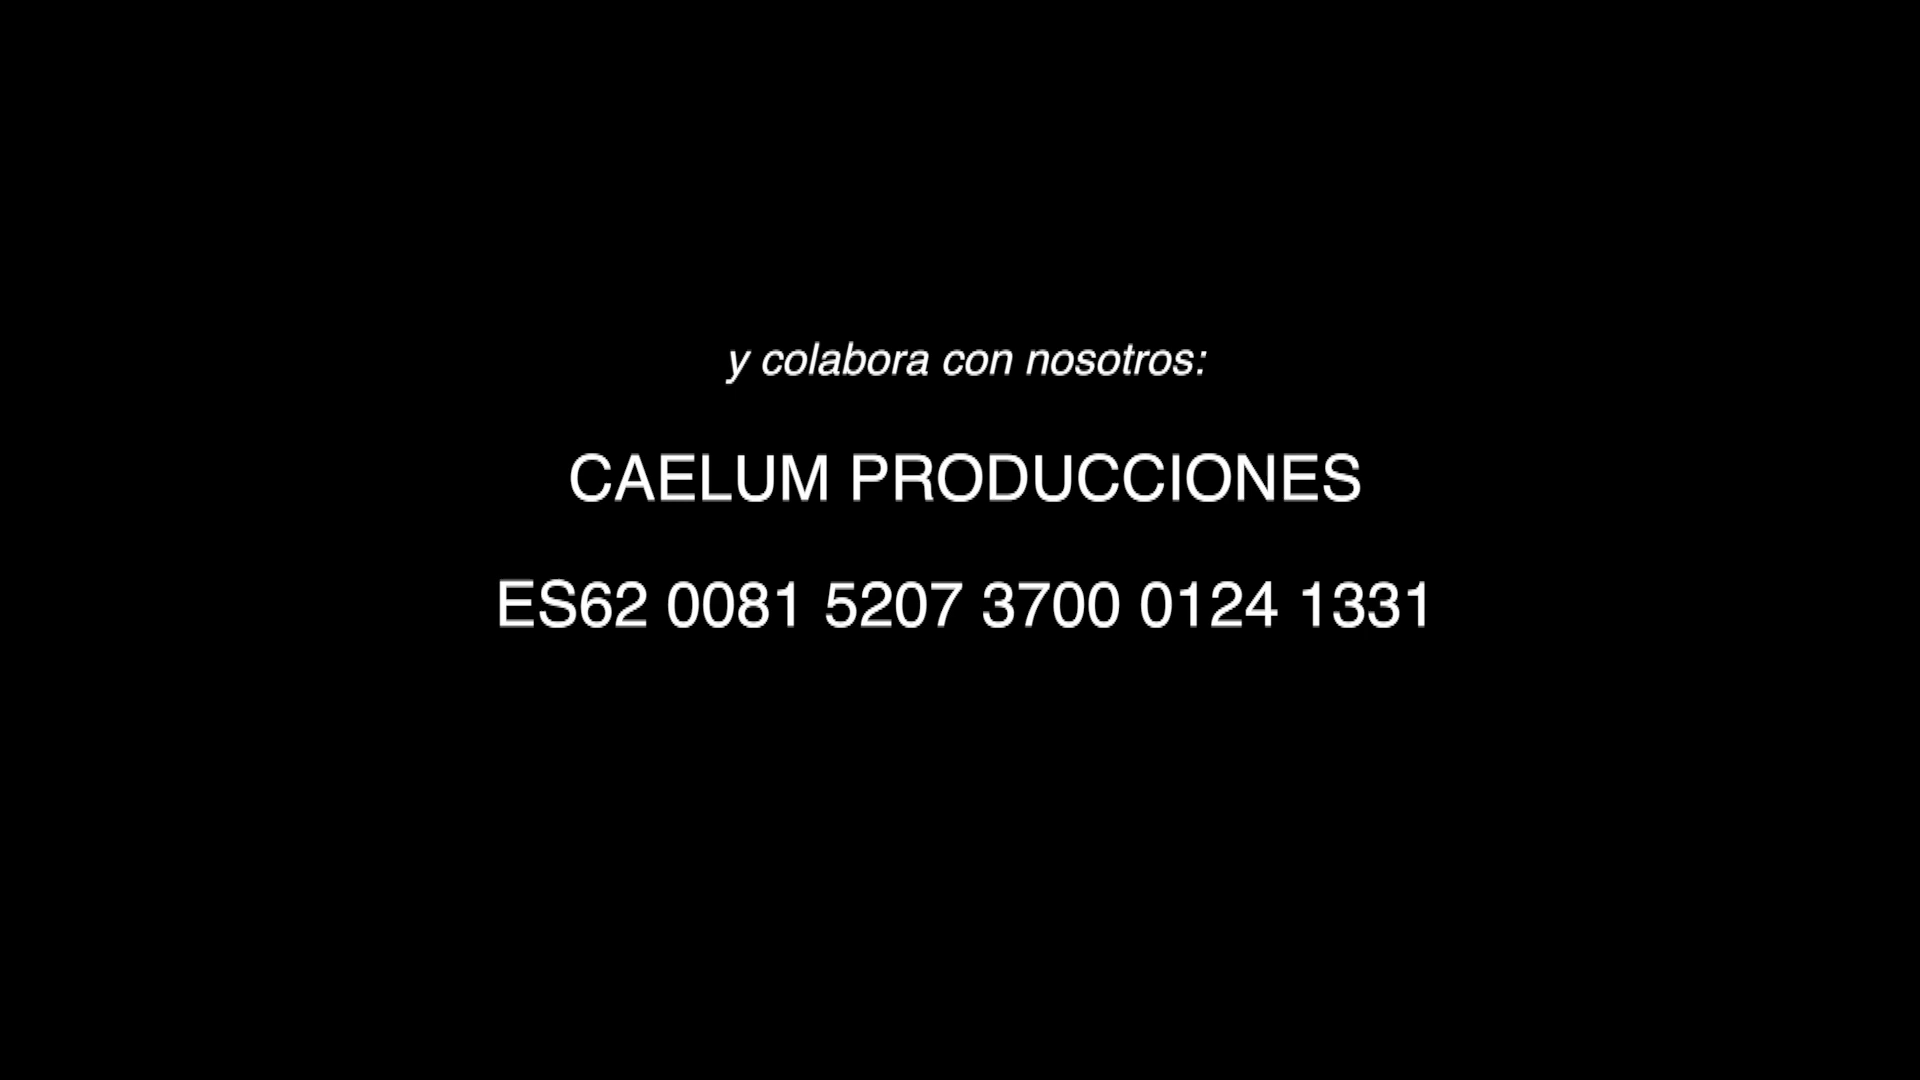 y colabora con nosotros:
CAELUM PRODUCCIONES
ES62 0081 5207 3700 0124 1331